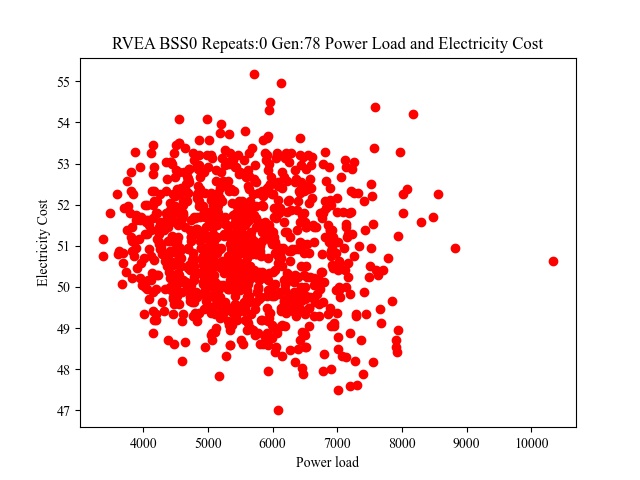 RVEA BSS0 Repeats:0 Gen:78 Power Load and Electricity Cost
55
54
53
52
51
50
49
48
47
Electricity Cost
4000 5000 6000 7000 8000 9000 10000
Power load